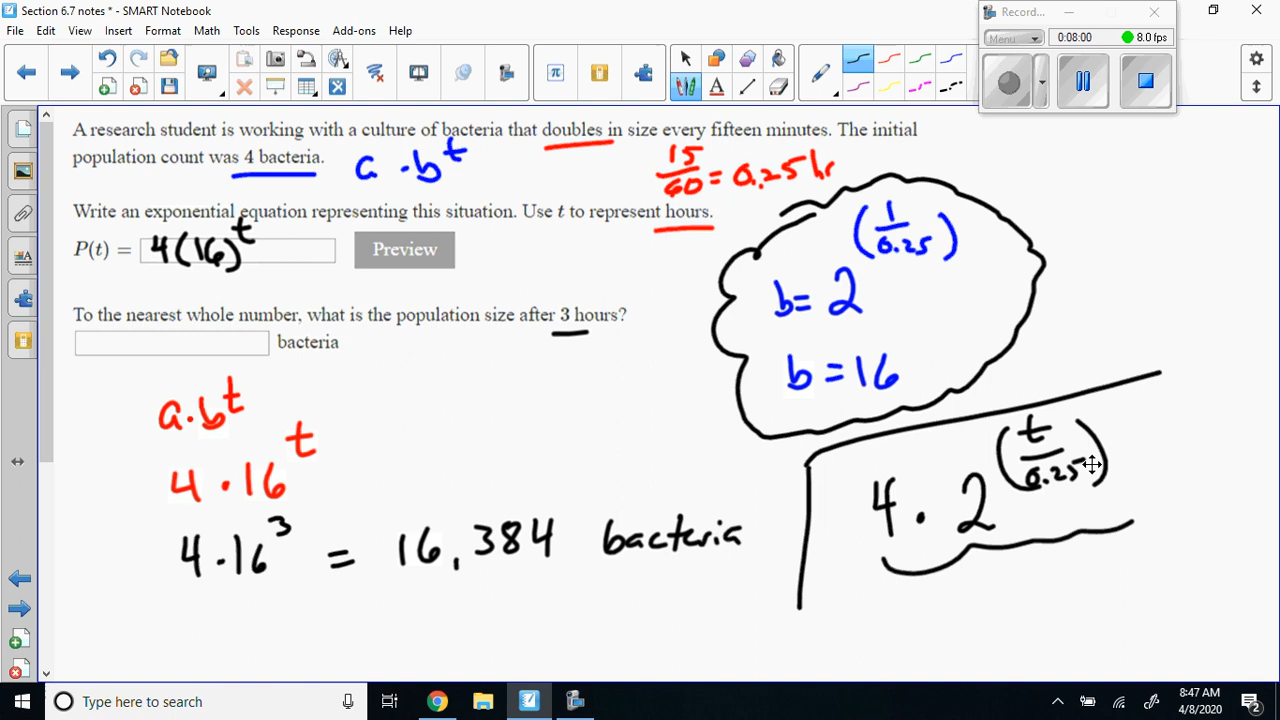 Section 6.7 notes * - SMART Notebook
File Edit View Insert Format Math Tools Response Add-ons Help
Record...
Menu
0:08:00
8.0 fps
A research student is working with a culture of bacteria that doubles in size every fifteen minutes. The initial
population count was 4 bacteria.
a · b^t
15/60 = 0.25 hr
Write an exponential equation representing this situation. Use t to represent hours.
P(t) = 4(16)^t
Preview
To the nearest whole number, what is the population size after 3 hours?
bacteria
b = 2^(1/0.25)
b = 16
a · b^t
4 · 16^t
4 · 16^3 = 16,384 bacteria
4 · 2^(t/0.25)
Type here to search
8:47 AM
4/8/2020
2